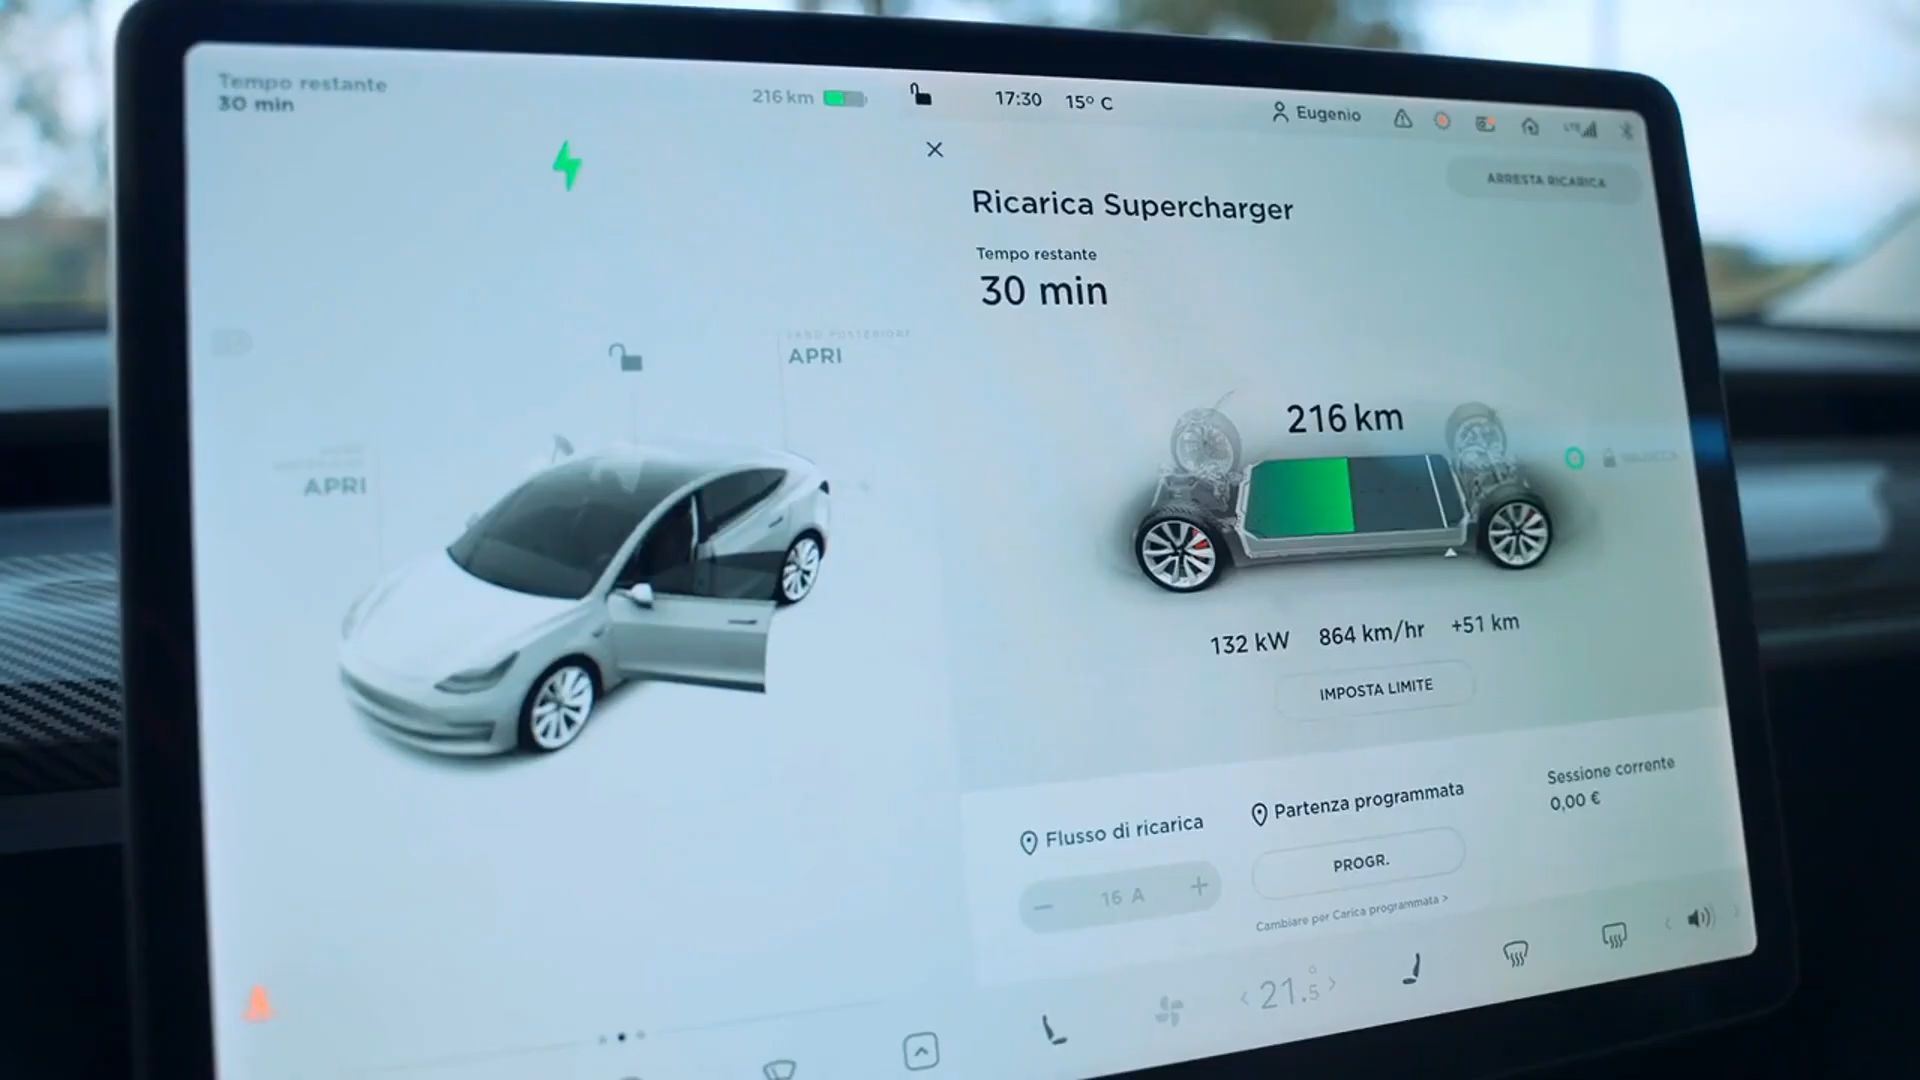 Tempo restante
30 min
216 km
17:30
15° C
Eugenio
LTE
ARRESTA RICARICA
Ricarica Supercharger
Tempo restante
30 min
APRI
APRI
216 km
132 kW
864 km/hr
+51 km
IMPOSTA LIMITE
Flusso di ricarica
16 A
Partenza programmata
PROGR.
Cambiare per Carica programmata >
Sessione corrente
0,00 €
21.5°